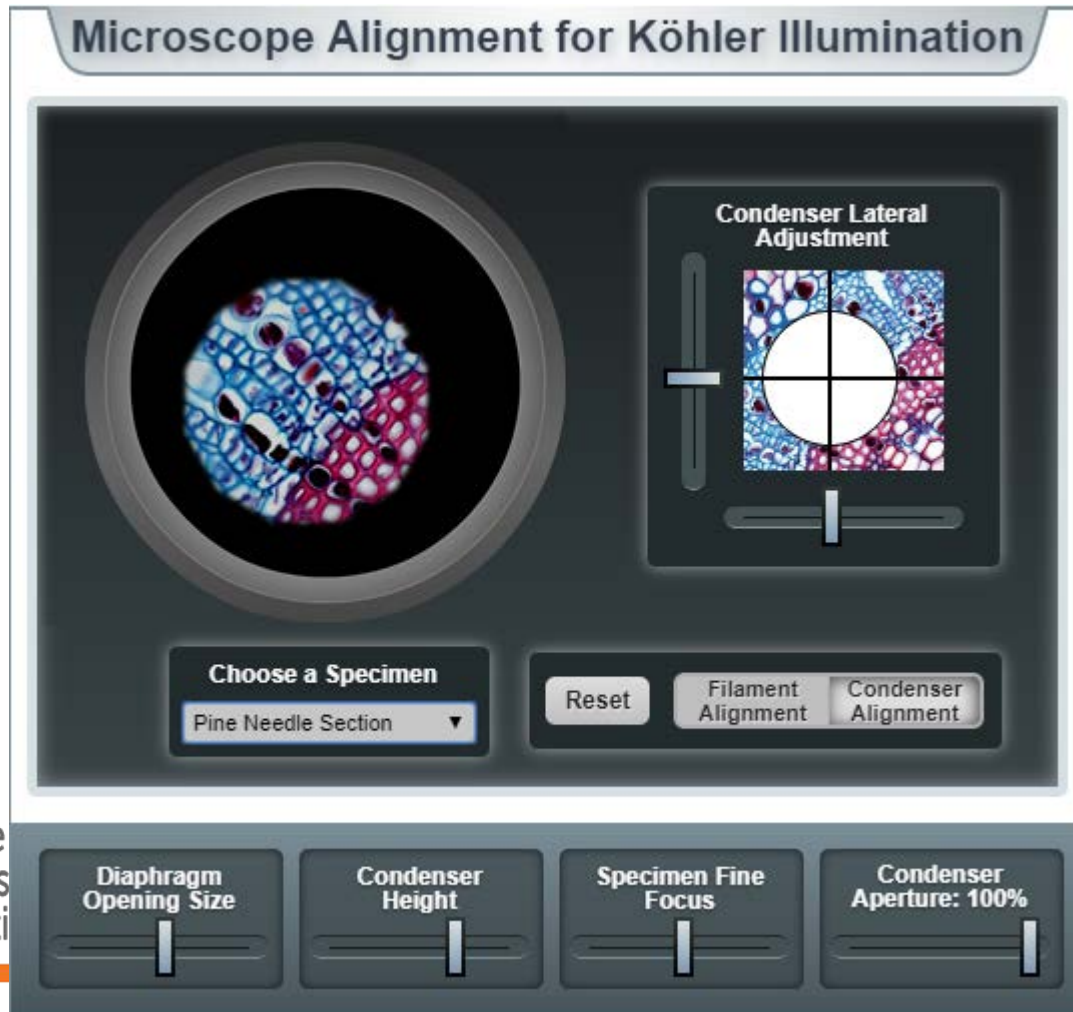 Microscope Alignment for Köhler Illumination
Condenser Lateral
Adjustment
Choose a Specimen
Pine Needle Section
Reset
Filament
Alignment
Condenser
Alignment
Diaphragm
Opening Size
Condenser
Height
Specimen Fine
Focus
Condenser
Aperture: 100%